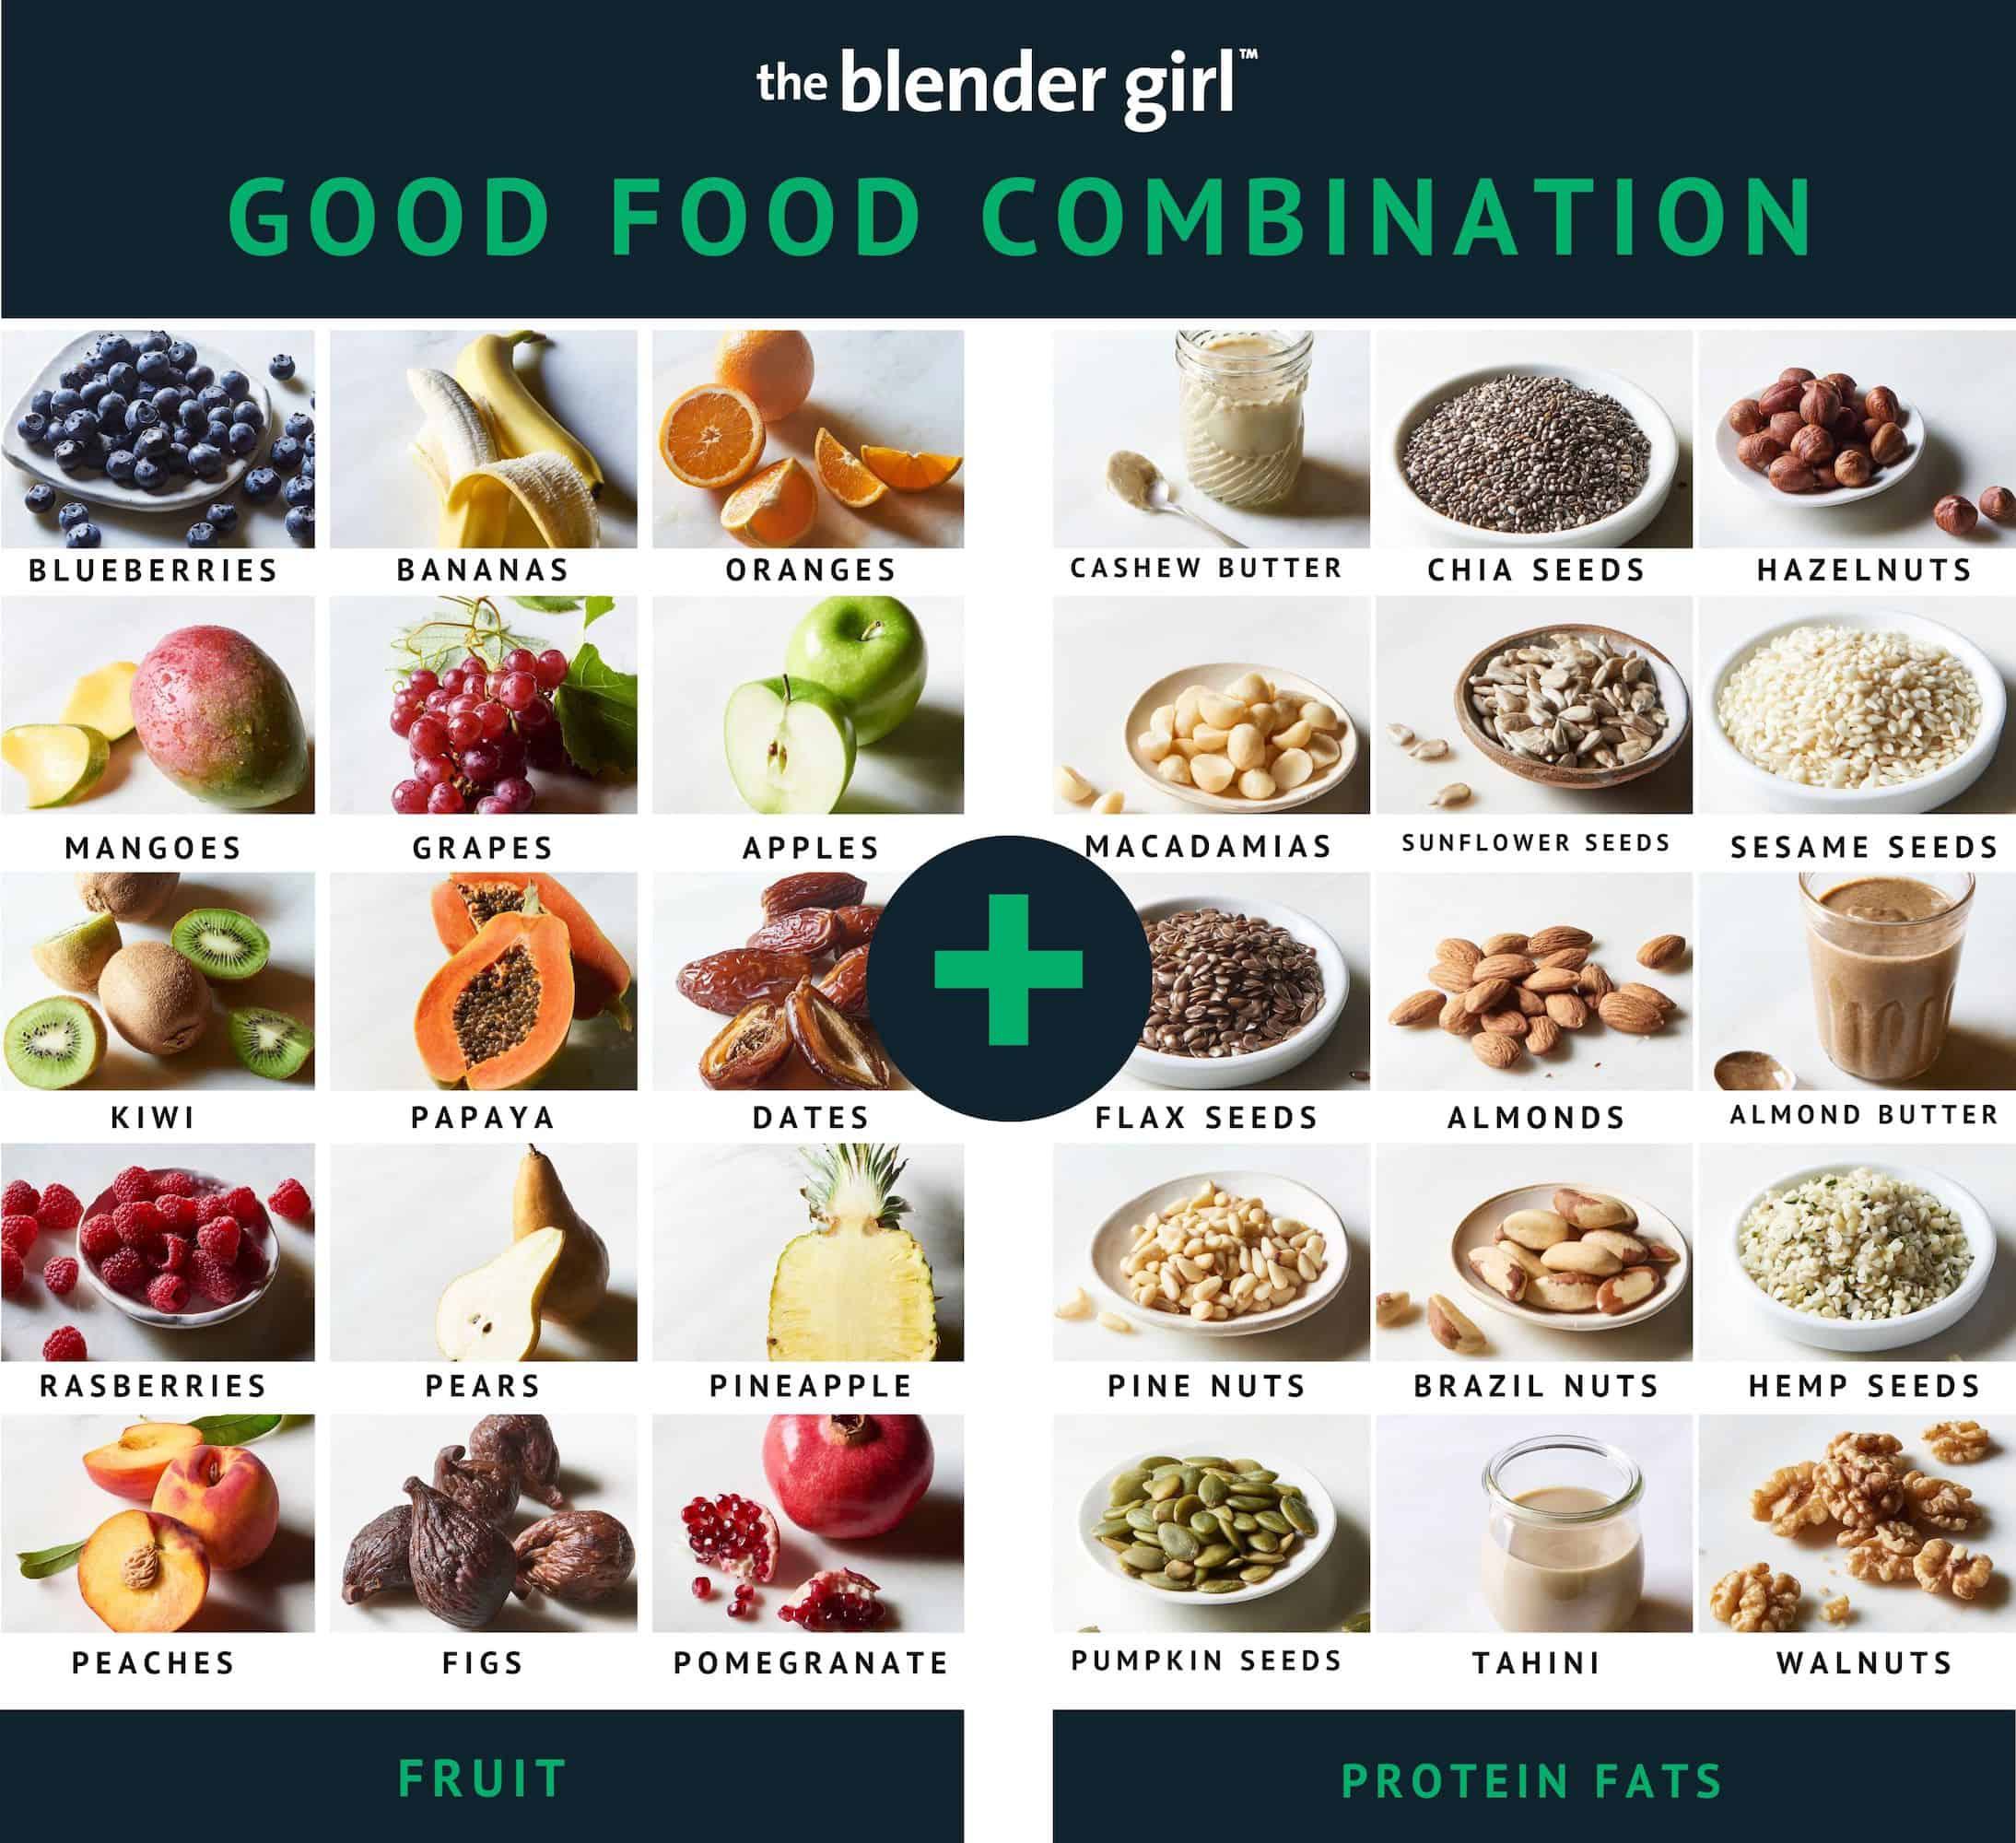 the blender girl™
GOOD FOOD COMBINATION
BLUEBERRIES
BANANAS
ORANGES
CASHEW BUTTER
CHIA SEEDS
HAZELNUTS
MANGOES
GRAPES
APPLES
MACADAMIAS
SUNFLOWER SEEDS
SESAME SEEDS
KIWI
PAPAYA
DATES
FLAX SEEDS
ALMONDS
ALMOND BUTTER
RASBERRIES
PEARS
PINEAPPLE
PINE NUTS
BRAZIL NUTS
HEMP SEEDS
PEACHES
FIGS
POMEGRANATE
PUMPKIN SEEDS
TAHINI
WALNUTS
FRUIT
PROTEIN FATS